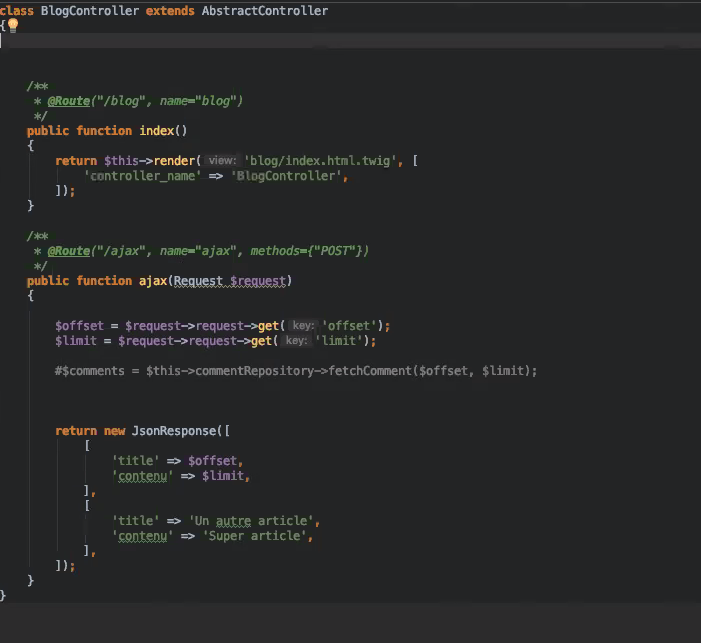 class BlogController extends AbstractController
{
/**
* @Route("/blog", name="blog")
*/
public function index()
{
return $this->render( view: 'blog/index.html.twig', [
'controller_name' => 'BlogController',
]);
}
/**
* @Route("/ajax", name="ajax", methods={"POST"})
*/
public function ajax(Request $request)
{
$offset = $request->request->get( key: 'offset');
$limit = $request->request->get( key: 'limit');
#$comments = $this->commentRepository->fetchComment($offset, $limit);
return new JsonResponse([
[
'title' => $offset,
'contenu' => $limit,
],
[
'title' => 'Un autre article',
'contenu' => 'Super article',
],
]);
}
}